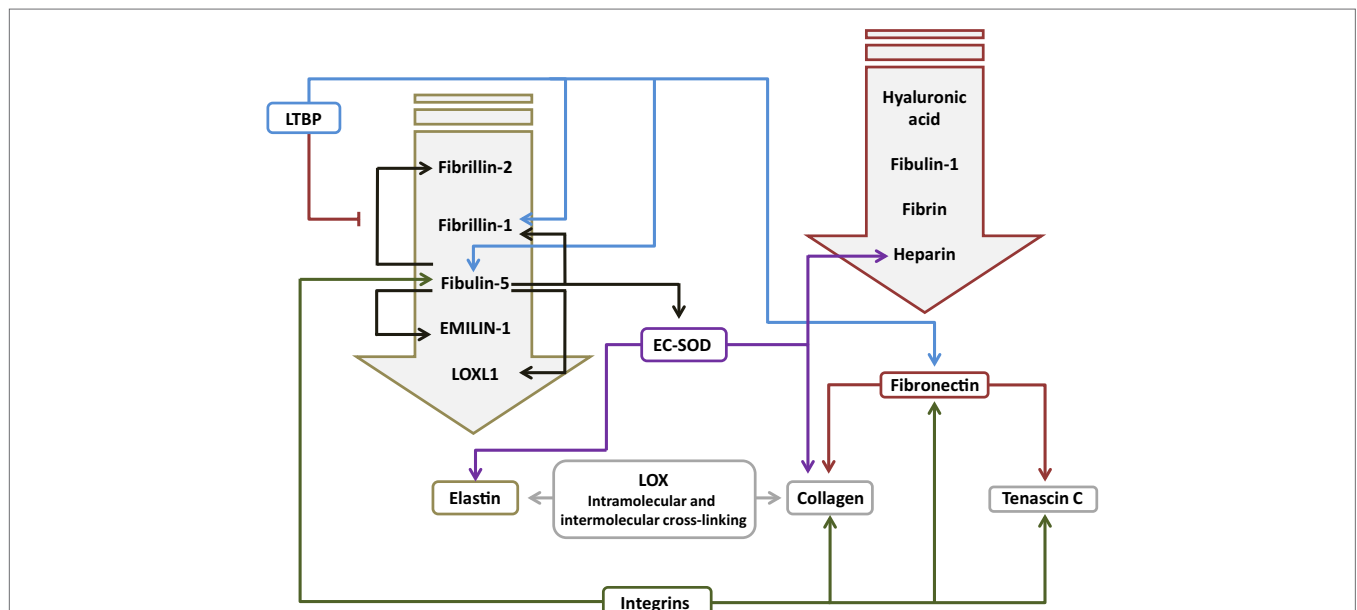 LTBP
Fibrillin-2
Fibrillin-1
Fibulin-5
EMILIN-1
LOXL1
Hyaluronic
acid
Fibulin-1
Fibrin
Heparin
EC-SOD
Fibronectin
Elastin
LOX
Intramolecular and
intermolecular cross-linking
Collagen
Tenascin C
Integrins